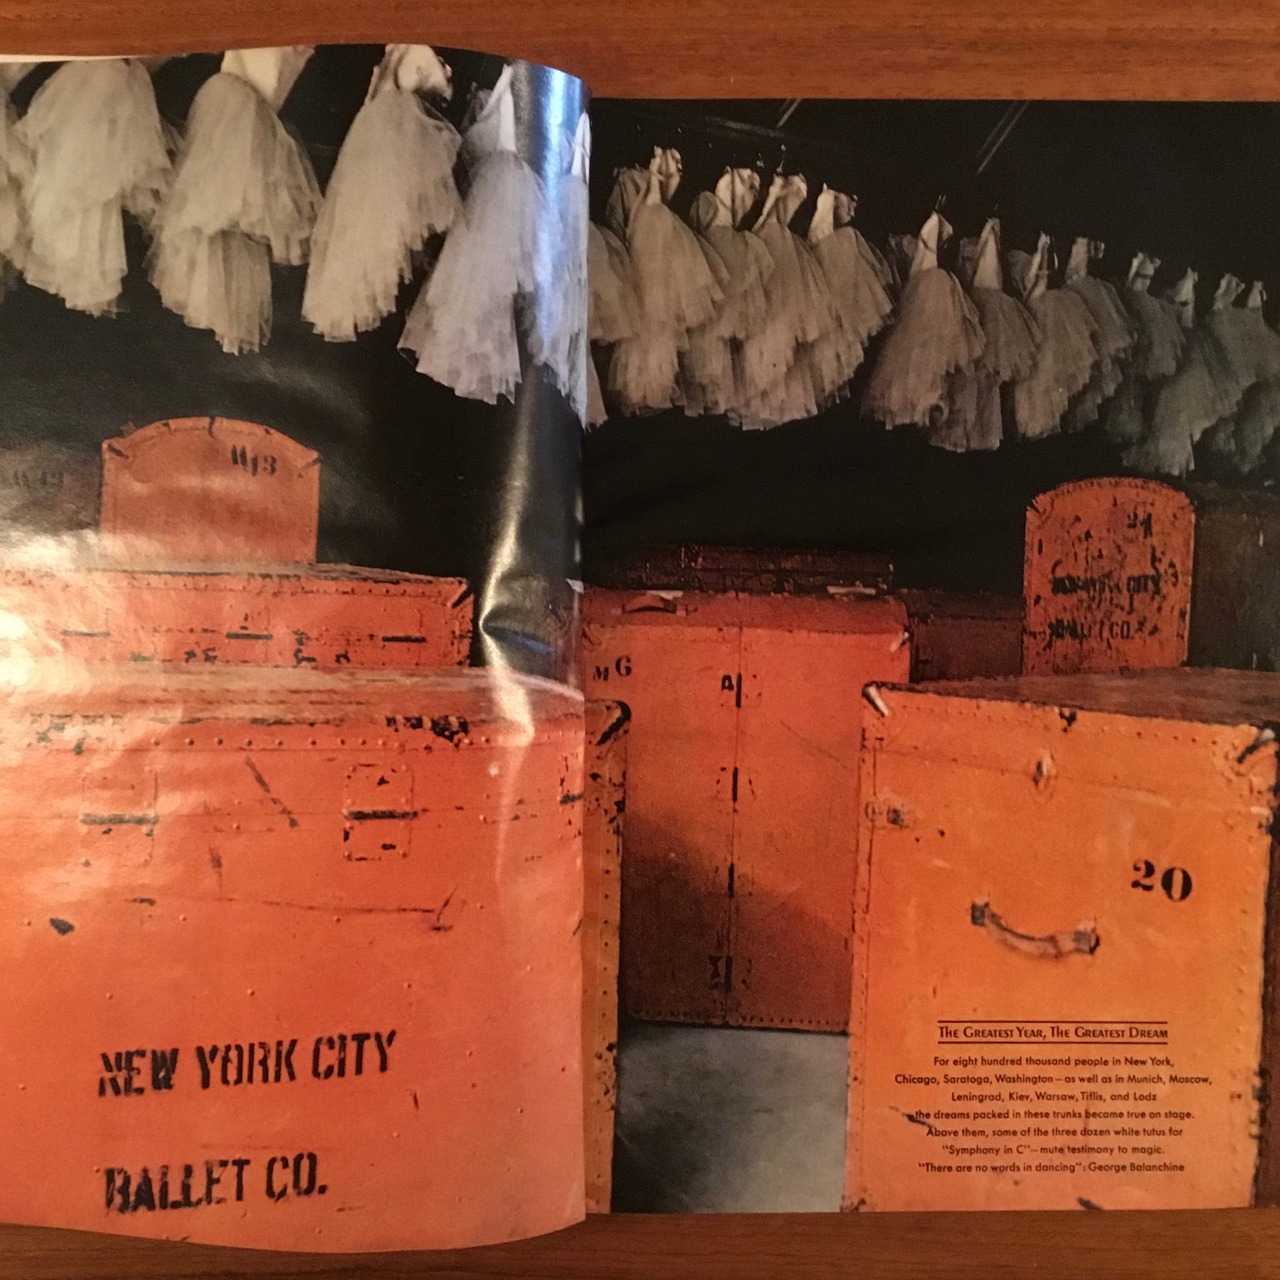 M13
NEW YORK CITY
BALLET CO.
M6
A
24
NEW YORK CITY
BALLET CO.
20
THE GREATEST YEAR, THE GREATEST DREAM
For eight hundred thousand people in New York,
Chicago, Saratoga, Washington—as well as in Munich, Moscow,
Leningrad, Kiev, Warsaw, Tiflis, and Lodz
the dreams packed in these trunks became true on stage.
Above them, some of the three dozen white tutus for
"Symphony in C"—mute testimony to magic.
"There are no words in dancing": George Balanchine